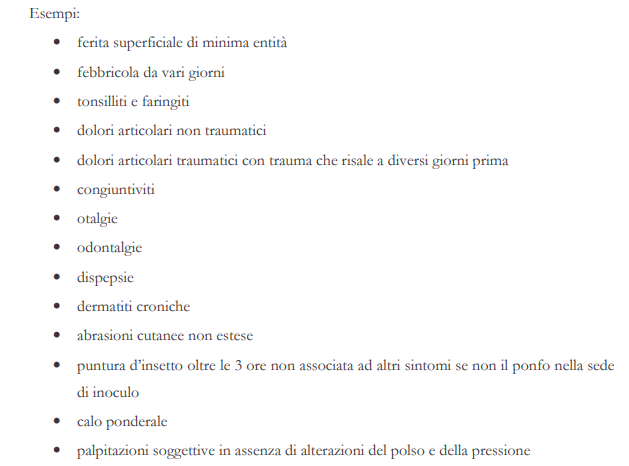 Esempi:
• ferita superficiale di minima entità
• febbricola da vari giorni
• tonsilliti e faringiti
• dolori articolari non traumatici
• dolori articolari traumatici con trauma che risale a diversi giorni prima
• congiuntiviti
• otalgie
• odontalgie
• dispepsie
• dermatiti croniche
• abrasioni cutanee non estese
• puntura d’insetto oltre le 3 ore non associata ad altri sintomi se non il ponfo nella sede
di inoculo
• calo ponderale
• palpitazioni soggettive in assenza di alterazioni del polso e della pressione